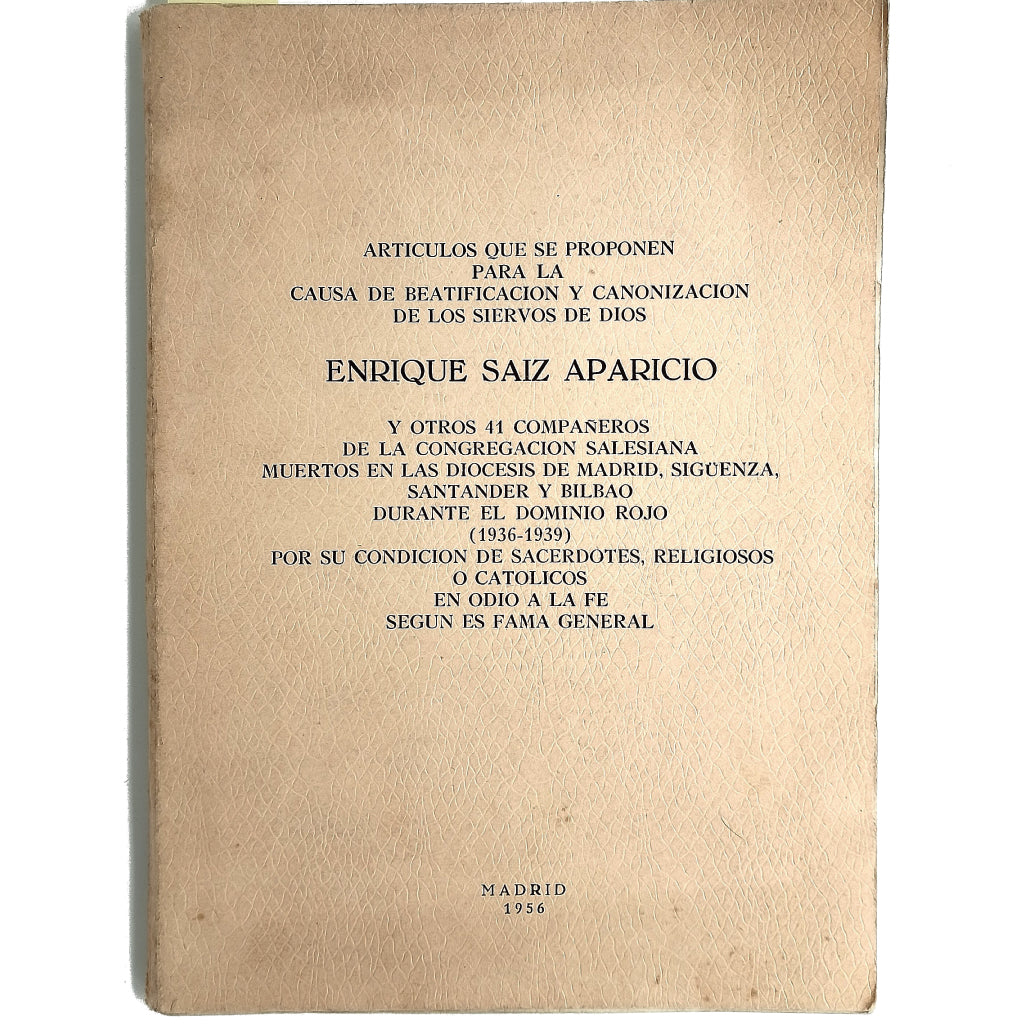 ARTICULOS QUE SE PROPONEN
PARA LA
CAUSA DE BEATIFICACION Y CANONIZACION
DE LOS SIERVOS DE DIOS
ENRIQUE SAIZ APARICIO
Y OTROS 41 COMPAÑEROS
DE LA CONGREGACION SALESIANA
MUERTOS EN LAS DIOCESIS DE MADRID, SIGÜENZA,
SANTANDER Y BILBAO
DURANTE EL DOMINIO ROJO
(1936-1939)
POR SU CONDICION DE SACERDOTES, RELIGIOSOS
O CATOLICOS
EN ODIO A LA FE
SEGUN ES FAMA GENERAL
MADRID
1956